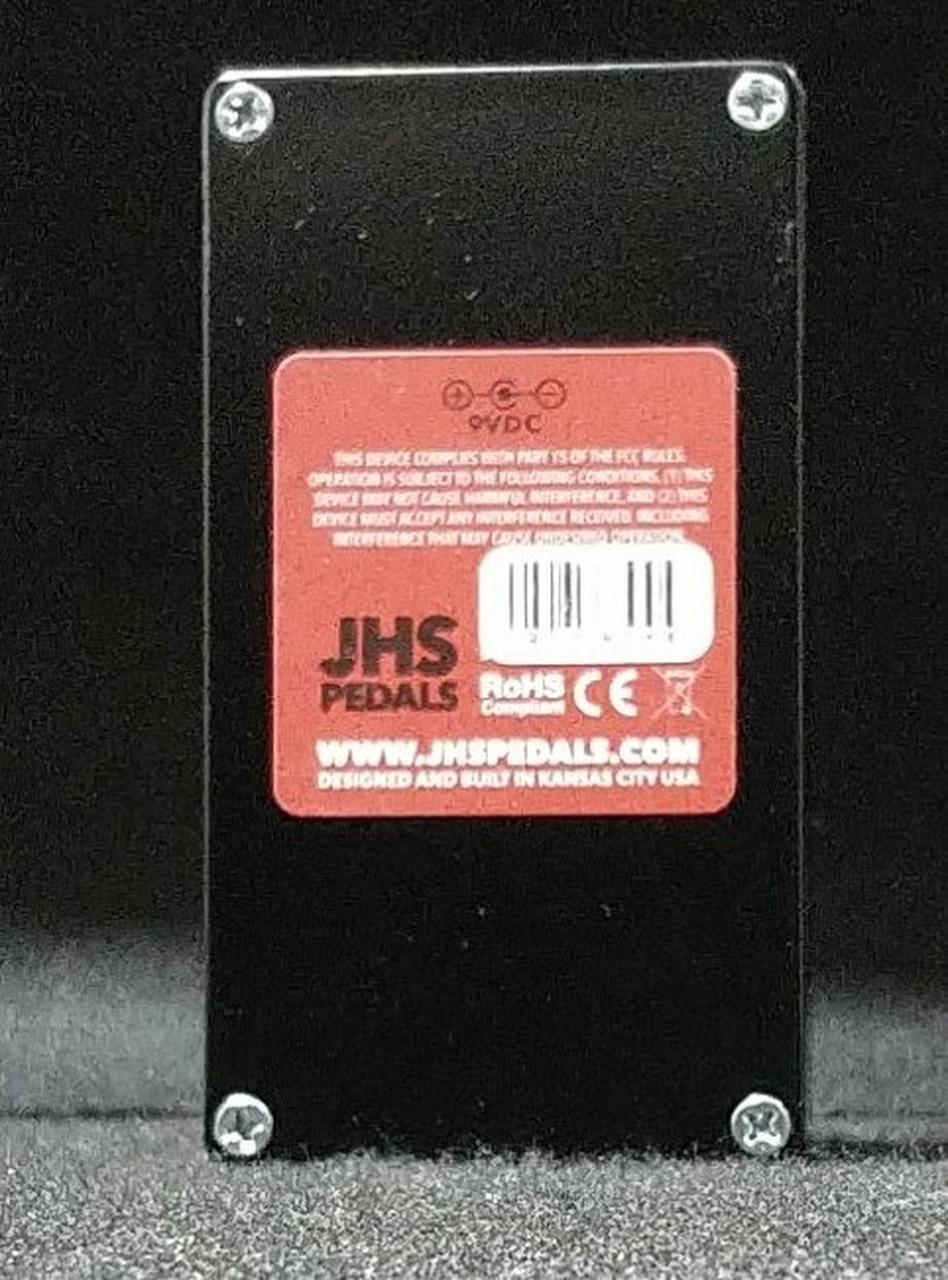 9VDC
THIS DEVICE COMPLIES WITH PART 15 OF THE FCC RULES.
OPERATION IS SUBJECT TO THE FOLLOWING CONDITIONS, (1) THIS
DEVICE MAY NOT CAUSE HARMFUL INTERFERENCE, AND (2) THIS
DEVICE MUST ACCEPT ANY INTERFERENCE RECEIVED. INCLUDING
INTERFERENCE THAT MAY CAUSE UNDESIRED OPERATION.
JHS
PEDALS
RoHS
Compliant
CE
WWW.JHSPEDALS.COM
DESIGNED AND BUILT IN KANSAS CITY USA